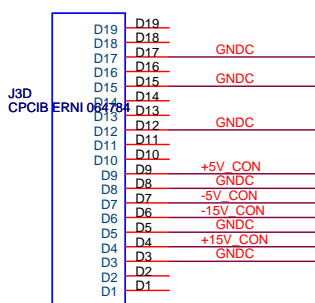 D19 D19
D18 D18
D17 D17 GNDC
D16 D16
D15 D15 GNDC
J3D
D14 D14
CPCIB ERNI 064784
D13 D13
D12 D12 GNDC
D11 D11
D10 D10
D9 D9 +5V_CON
D8 D8 GNDC
D7 D7 -5V_CON
D6 D6 -15V_CON
D5 D5 GNDC
D4 D4 +15V_CON
D3 D3 GNDC
D2 D2
D1 D1